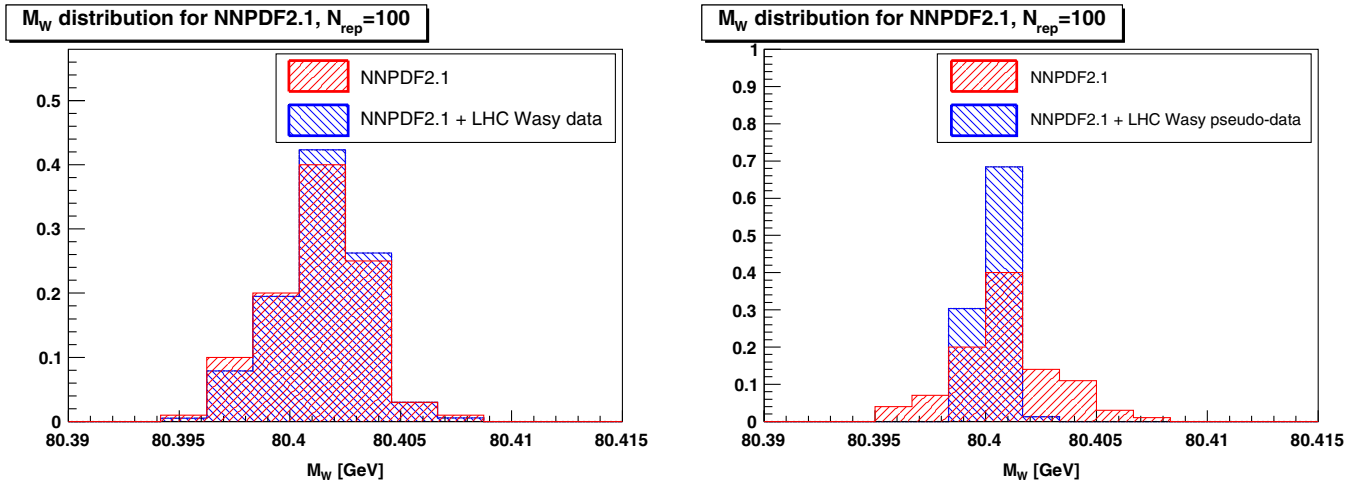 M_W distribution for NNPDF2.1, N_rep=100
NNPDF2.1
NNPDF2.1 + LHC Wasy data
0.5
0.4
0.3
0.2
0.1
0
80.39 80.395 80.4 80.405 80.41 80.415
M_W [GeV]
M_W distribution for NNPDF2.1, N_rep=100
NNPDF2.1
NNPDF2.1 + LHC Wasy pseudo-data
1
0.9
0.8
0.7
0.6
0.5
0.4
0.3
0.2
0.1
0
80.39 80.395 80.4 80.405 80.41 80.415
M_W [GeV]